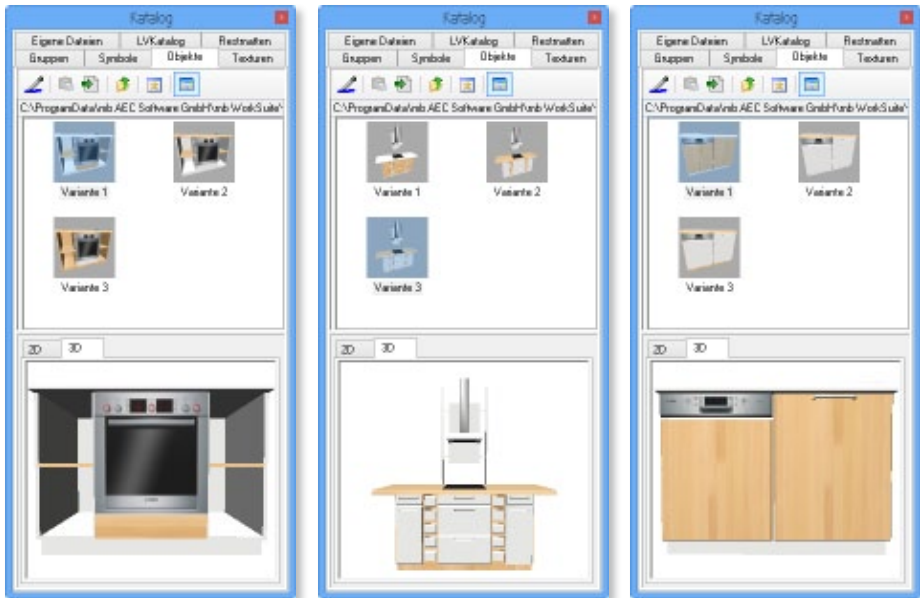 Katalog
Eigene Dateien LVKatalog Restmatten
Gruppen Symbole Objekte Texturen
C:\ProgramData\mb AEC Software GmbH\mb WorkSuite\
Variante 1 Variante 2
Variante 3
2D 3D
Katalog
Eigene Dateien LVKatalog Restmatten
Gruppen Symbole Objekte Texturen
C:\ProgramData\mb AEC Software GmbH\mb WorkSuite\
Variante 1 Variante 2
Variante 3
2D 3D
Katalog
Eigene Dateien LVKatalog Restmatten
Gruppen Symbole Objekte Texturen
C:\ProgramData\mb AEC Software GmbH\mb WorkSuite\
Variante 1 Variante 2
Variante 3
2D 3D